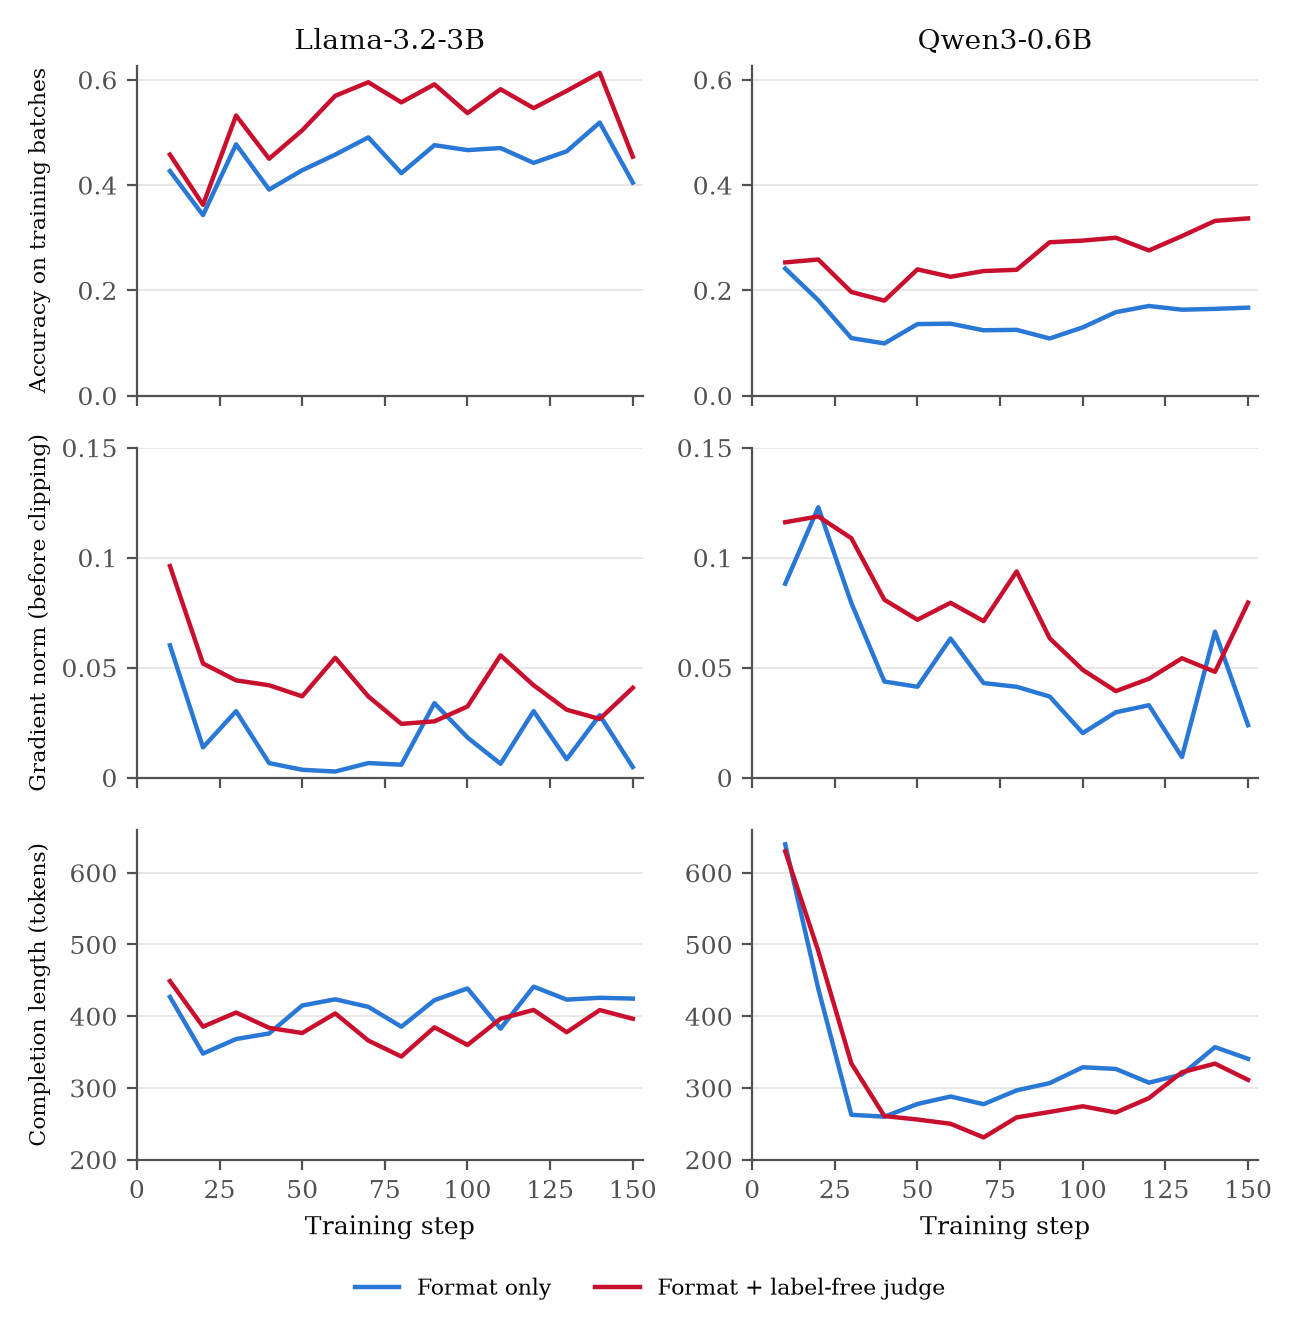 Llama-3.2-3B
Qwen3-0.6B
Accuracy on training batches
0.6
0.4
0.2
0.0
0.6
0.4
0.2
0.0
Gradient norm (before clipping)
0.15
0.1
0.05
0
0.15
0.1
0.05
0
Completion length (tokens)
600
500
400
300
200
0 25 50 75 100 125 150
Training step
600
500
400
300
200
0 25 50 75 100 125 150
Training step
Format only
Format + label-free judge